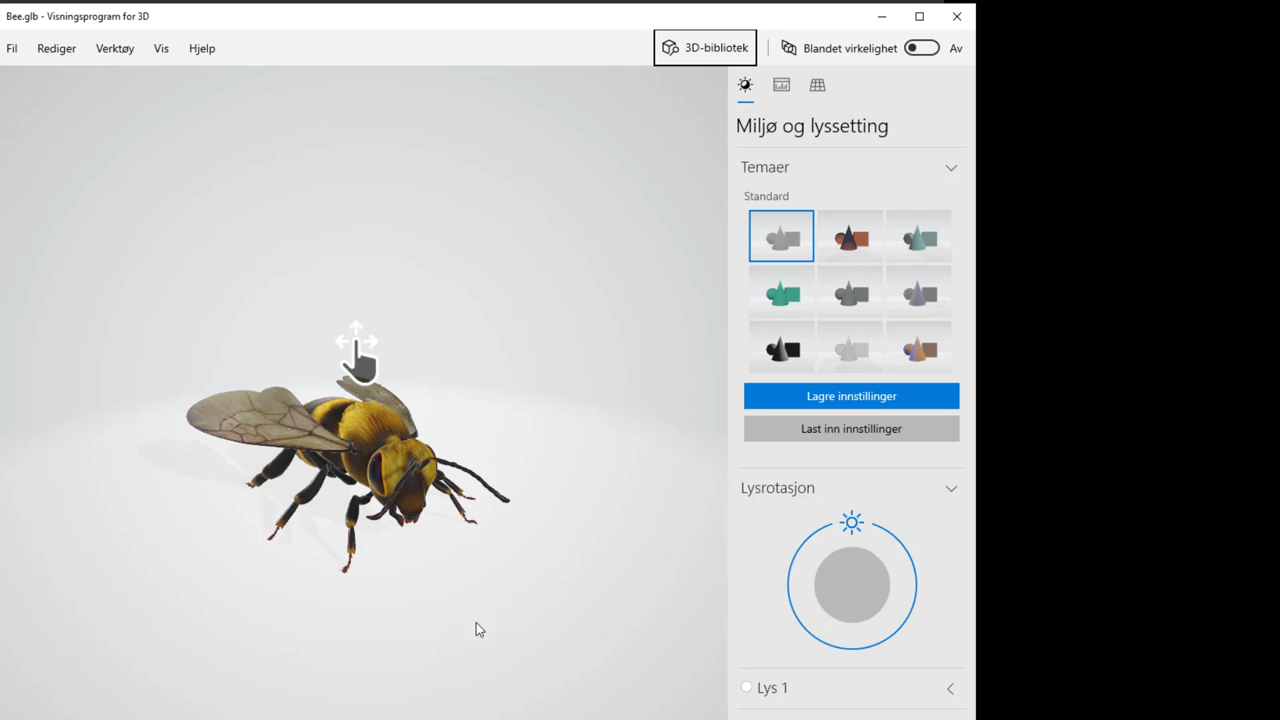 Bee.glb - Visningsprogram for 3D
Fil Rediger Verktøy Vis Hjelp 3D-bibliotek Blandet virkelighet Av
Miljø og lyssetting
Temaer
Standard
Lagre innstillinger
Last inn innstillinger
Lysrotasjon
Lys 1